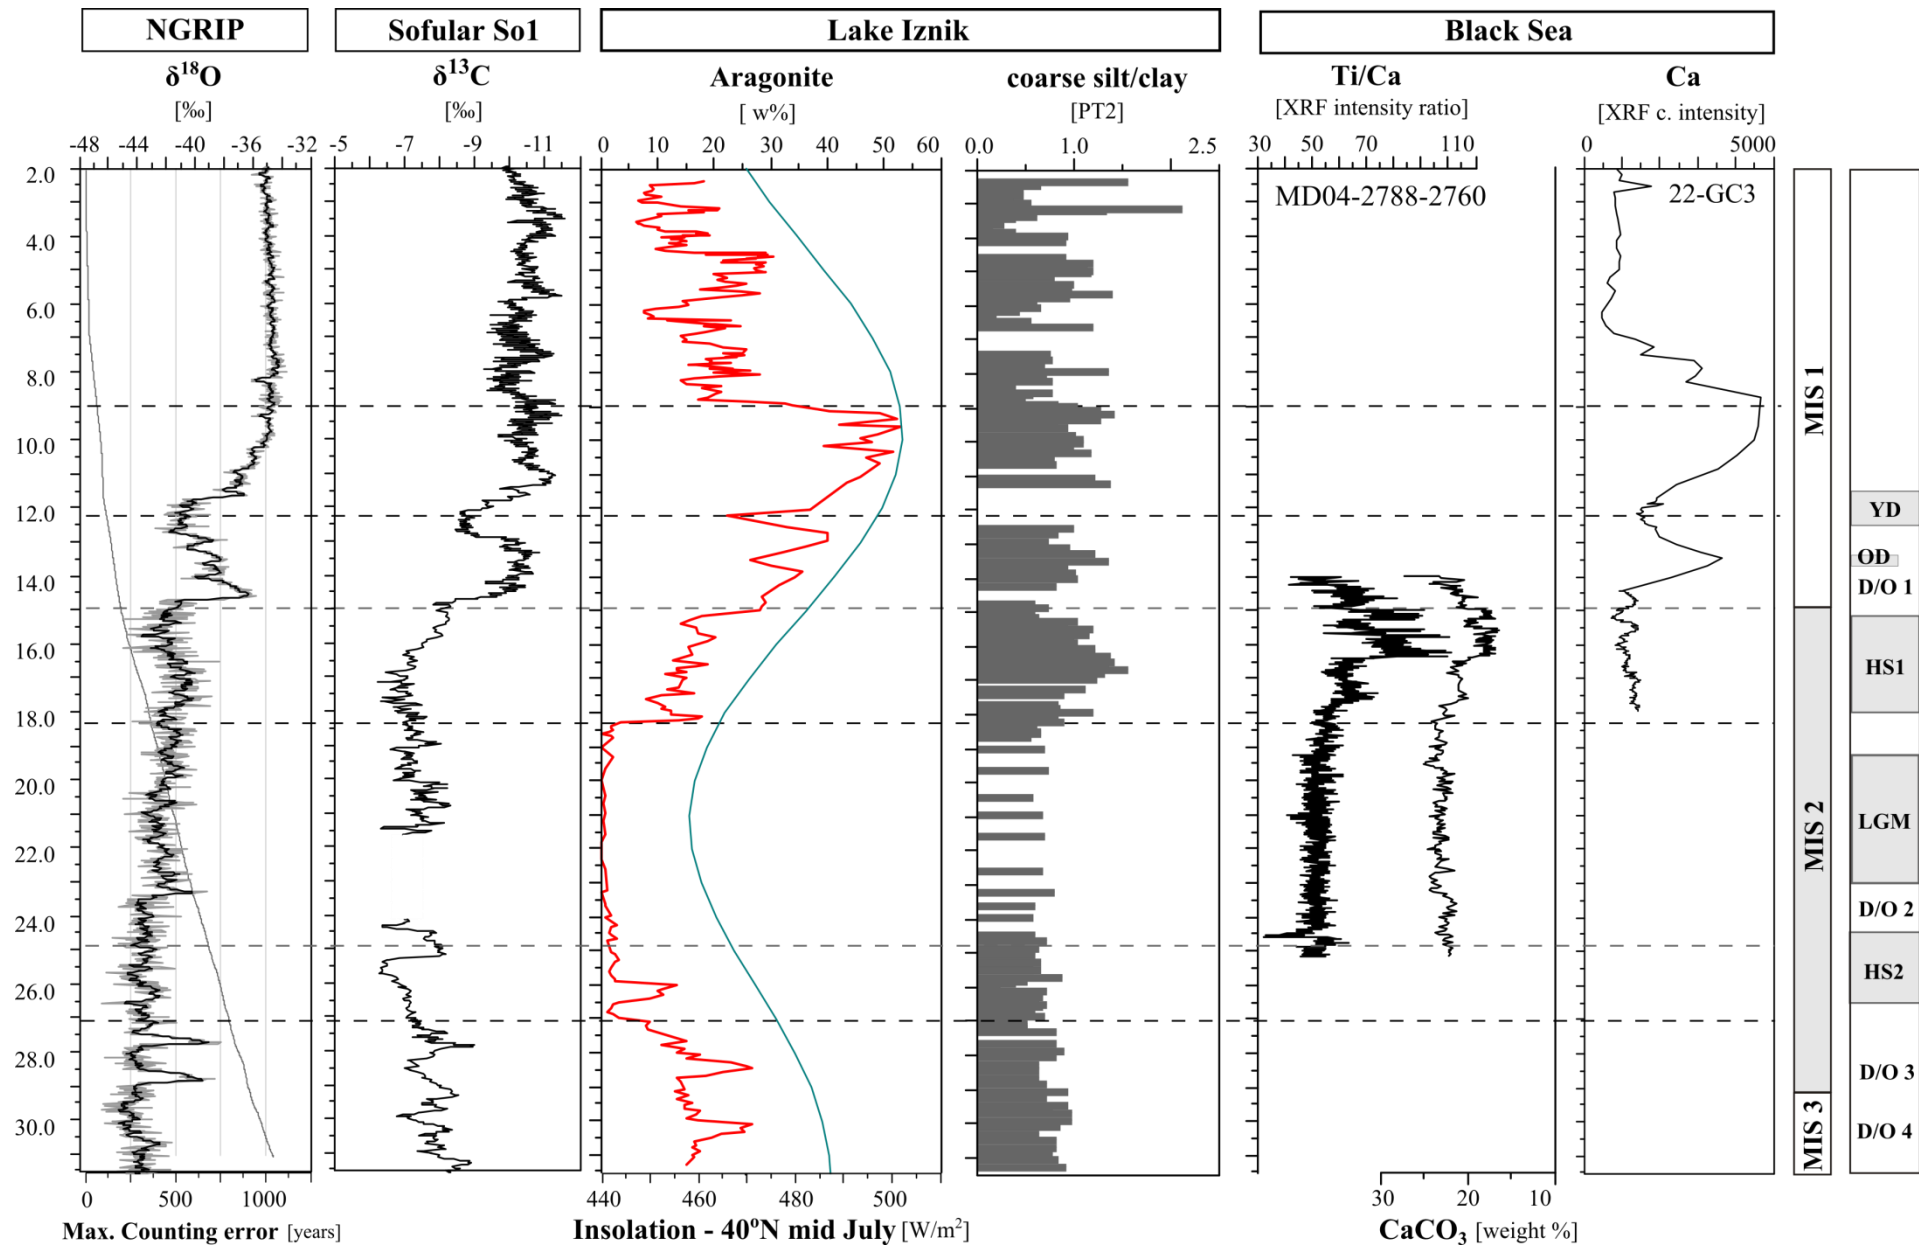 NGRIP Sofular So1 Lake Iznik Black Sea
δ18O δ13C Aragonite coarse silt/clay Ti/Ca Ca
[‰] [‰] [ w%] [PT2] [XRF intensity ratio] [XRF c. intensity]
-48 -44 -40 -36 -32 -5 -7 -9 -11 0 10 20 30 40 50 60 0.0 1.0 2.5 30 50 70 110 0 5000
2.0
MD04-2788-2760 22-GC3
4.0
6.0
8.0
MIS 1
10.0
12.0
YD
OD
14.0
D/O 1
16.0
HS1
18.0
20.0
LGM
MIS 2
22.0
24.0
D/O 2
HS2
26.0
28.0
D/O 3
30.0
MIS 3
D/O 4
0 500 1000 440 460 480 500 30 20 10
Max. Counting error [years] Insolation - 40°N mid July [W/m2] CaCO3 [weight %]